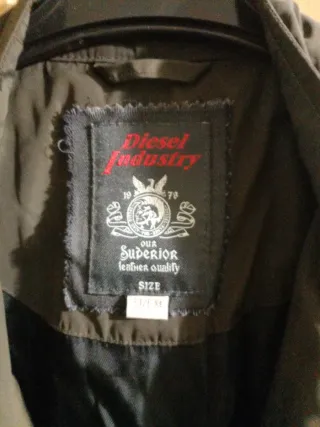 Diesel
Industry
19 78
OUR
Superior
leather quality
SIZE